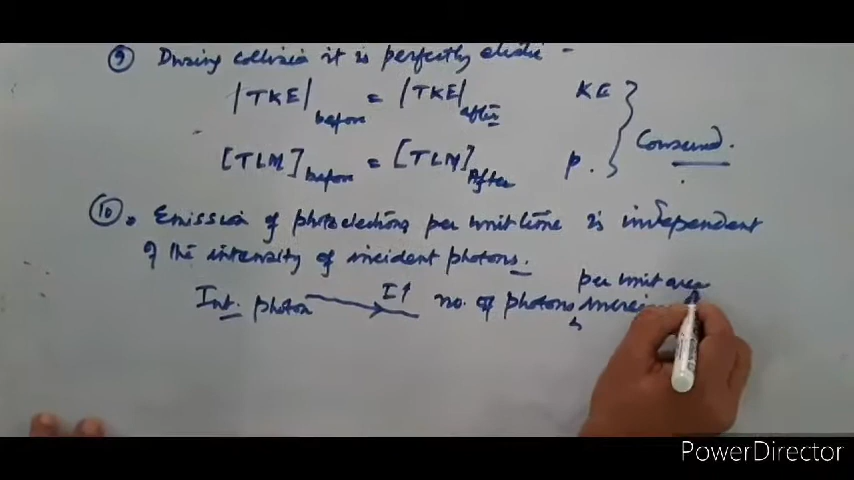 ⑨ During collision it is perfectly elastic -
|TKE| before = |TKE| after KE
[TLM] before = [TLM] After P. } Conserved.
⑩. Emission of photoelectrons per unit time is independent
of the intensity of incident photons.
per unit area
Int. photon → I↑ no. of photons
PowerDirector